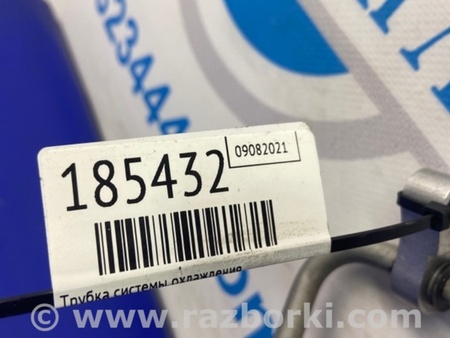 185432
09082021
Трубка системы охлаждения
www.razborki.com